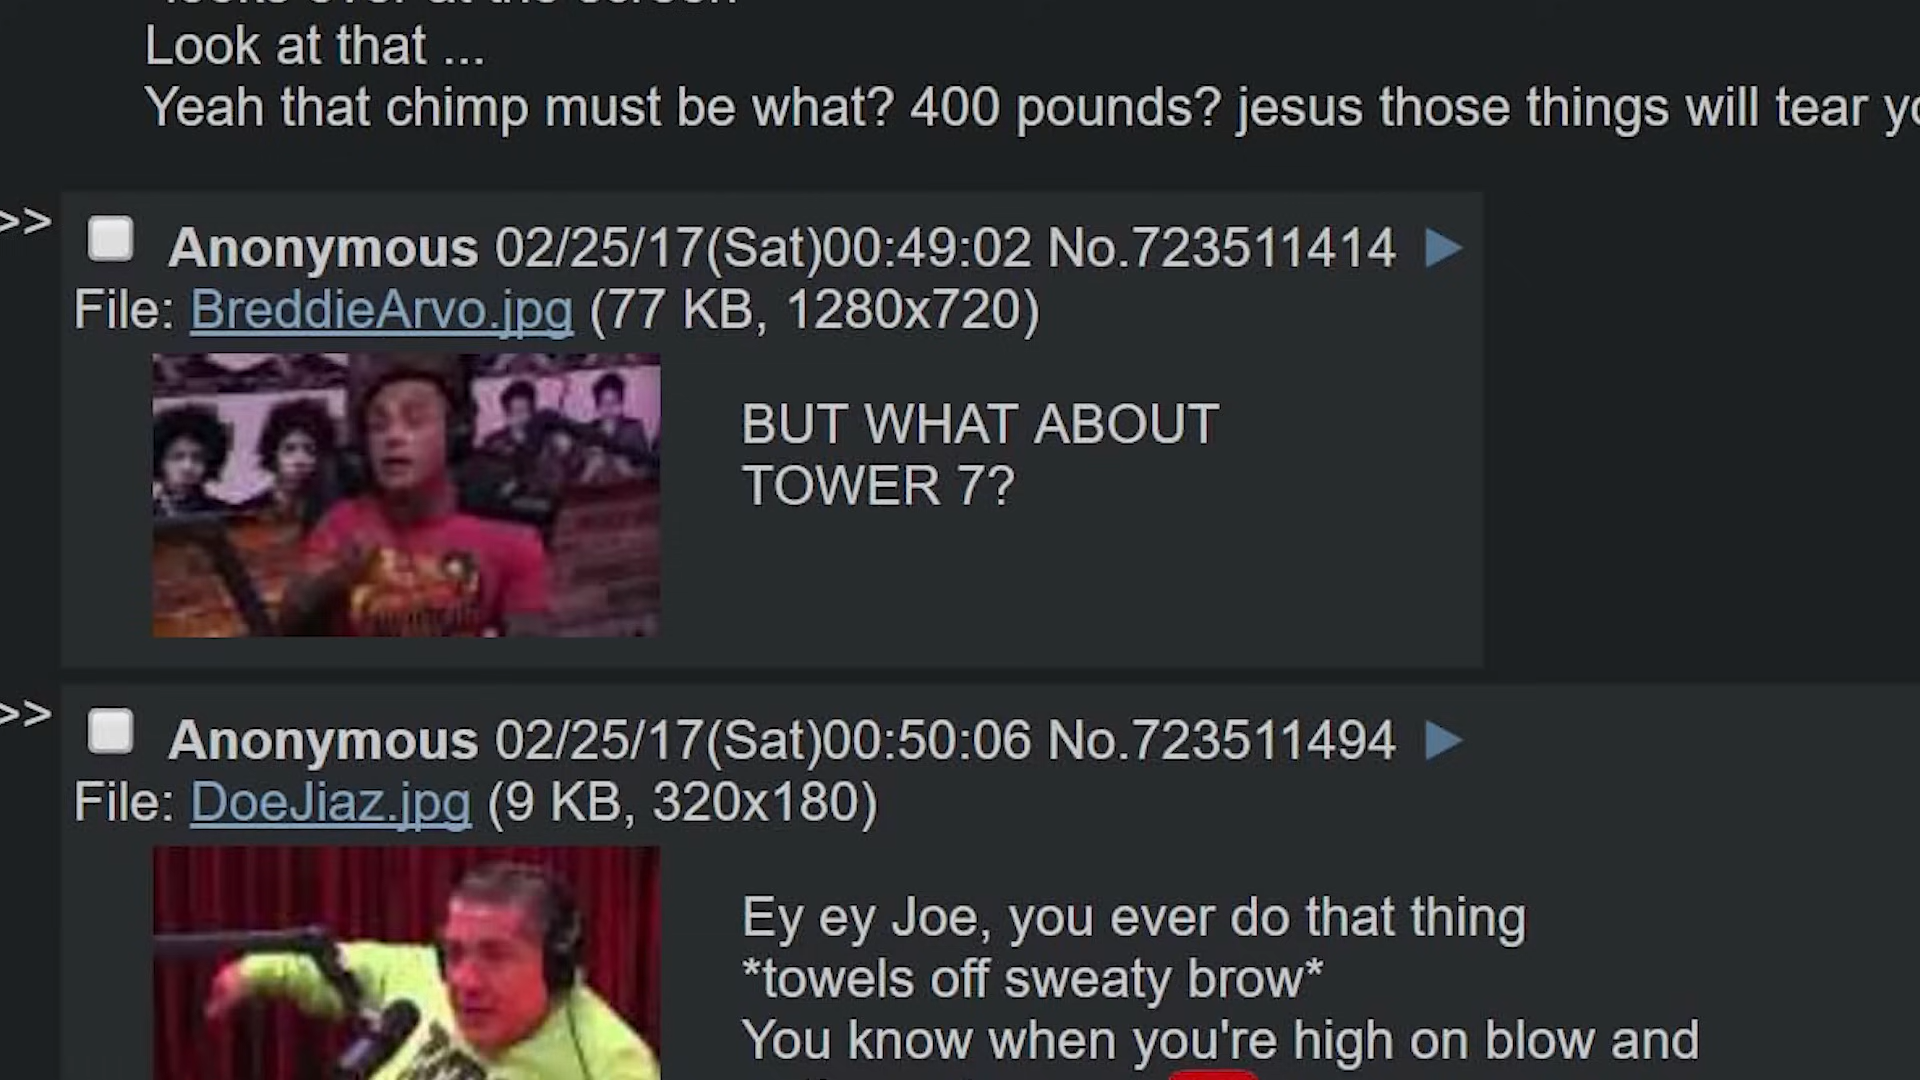 Look at that ...
Yeah that chimp must be what? 400 pounds? jesus those things will tear
>> Anonymous 02/25/17(Sat)00:49:02 No.723511414 ▶
File: BreddieArvo.jpg (77 KB, 1280x720)
BUT WHAT ABOUT
TOWER 7?
>> Anonymous 02/25/17(Sat)00:50:06 No.723511494 ▶
File: DoeJiaz.jpg (9 KB, 320x180)
Ey ey Joe, you ever do that thing
*towels off sweaty brow*
You know when you're high on blow and